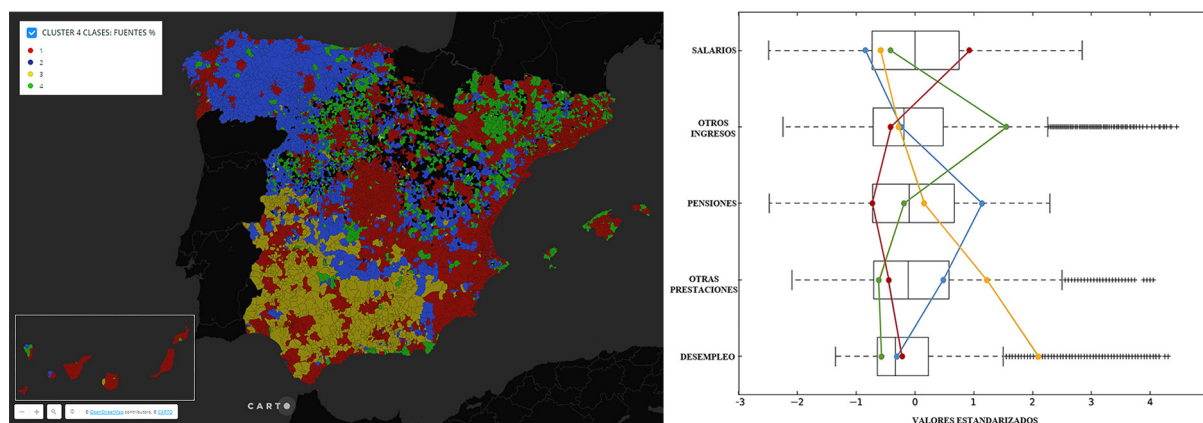 CLUSTER 4 CLASES: FUENTES %
1
2
3
4
− + © OpenStreetMap contributors, © CARTO
CARTO
SALARIOS
OTROS
INGRESOS
PENSIONES
OTRAS
PRESTACIONES
DESEMPLEO
-3 -2 -1 0 1 2 3 4
VALORES ESTANDARIZADOS